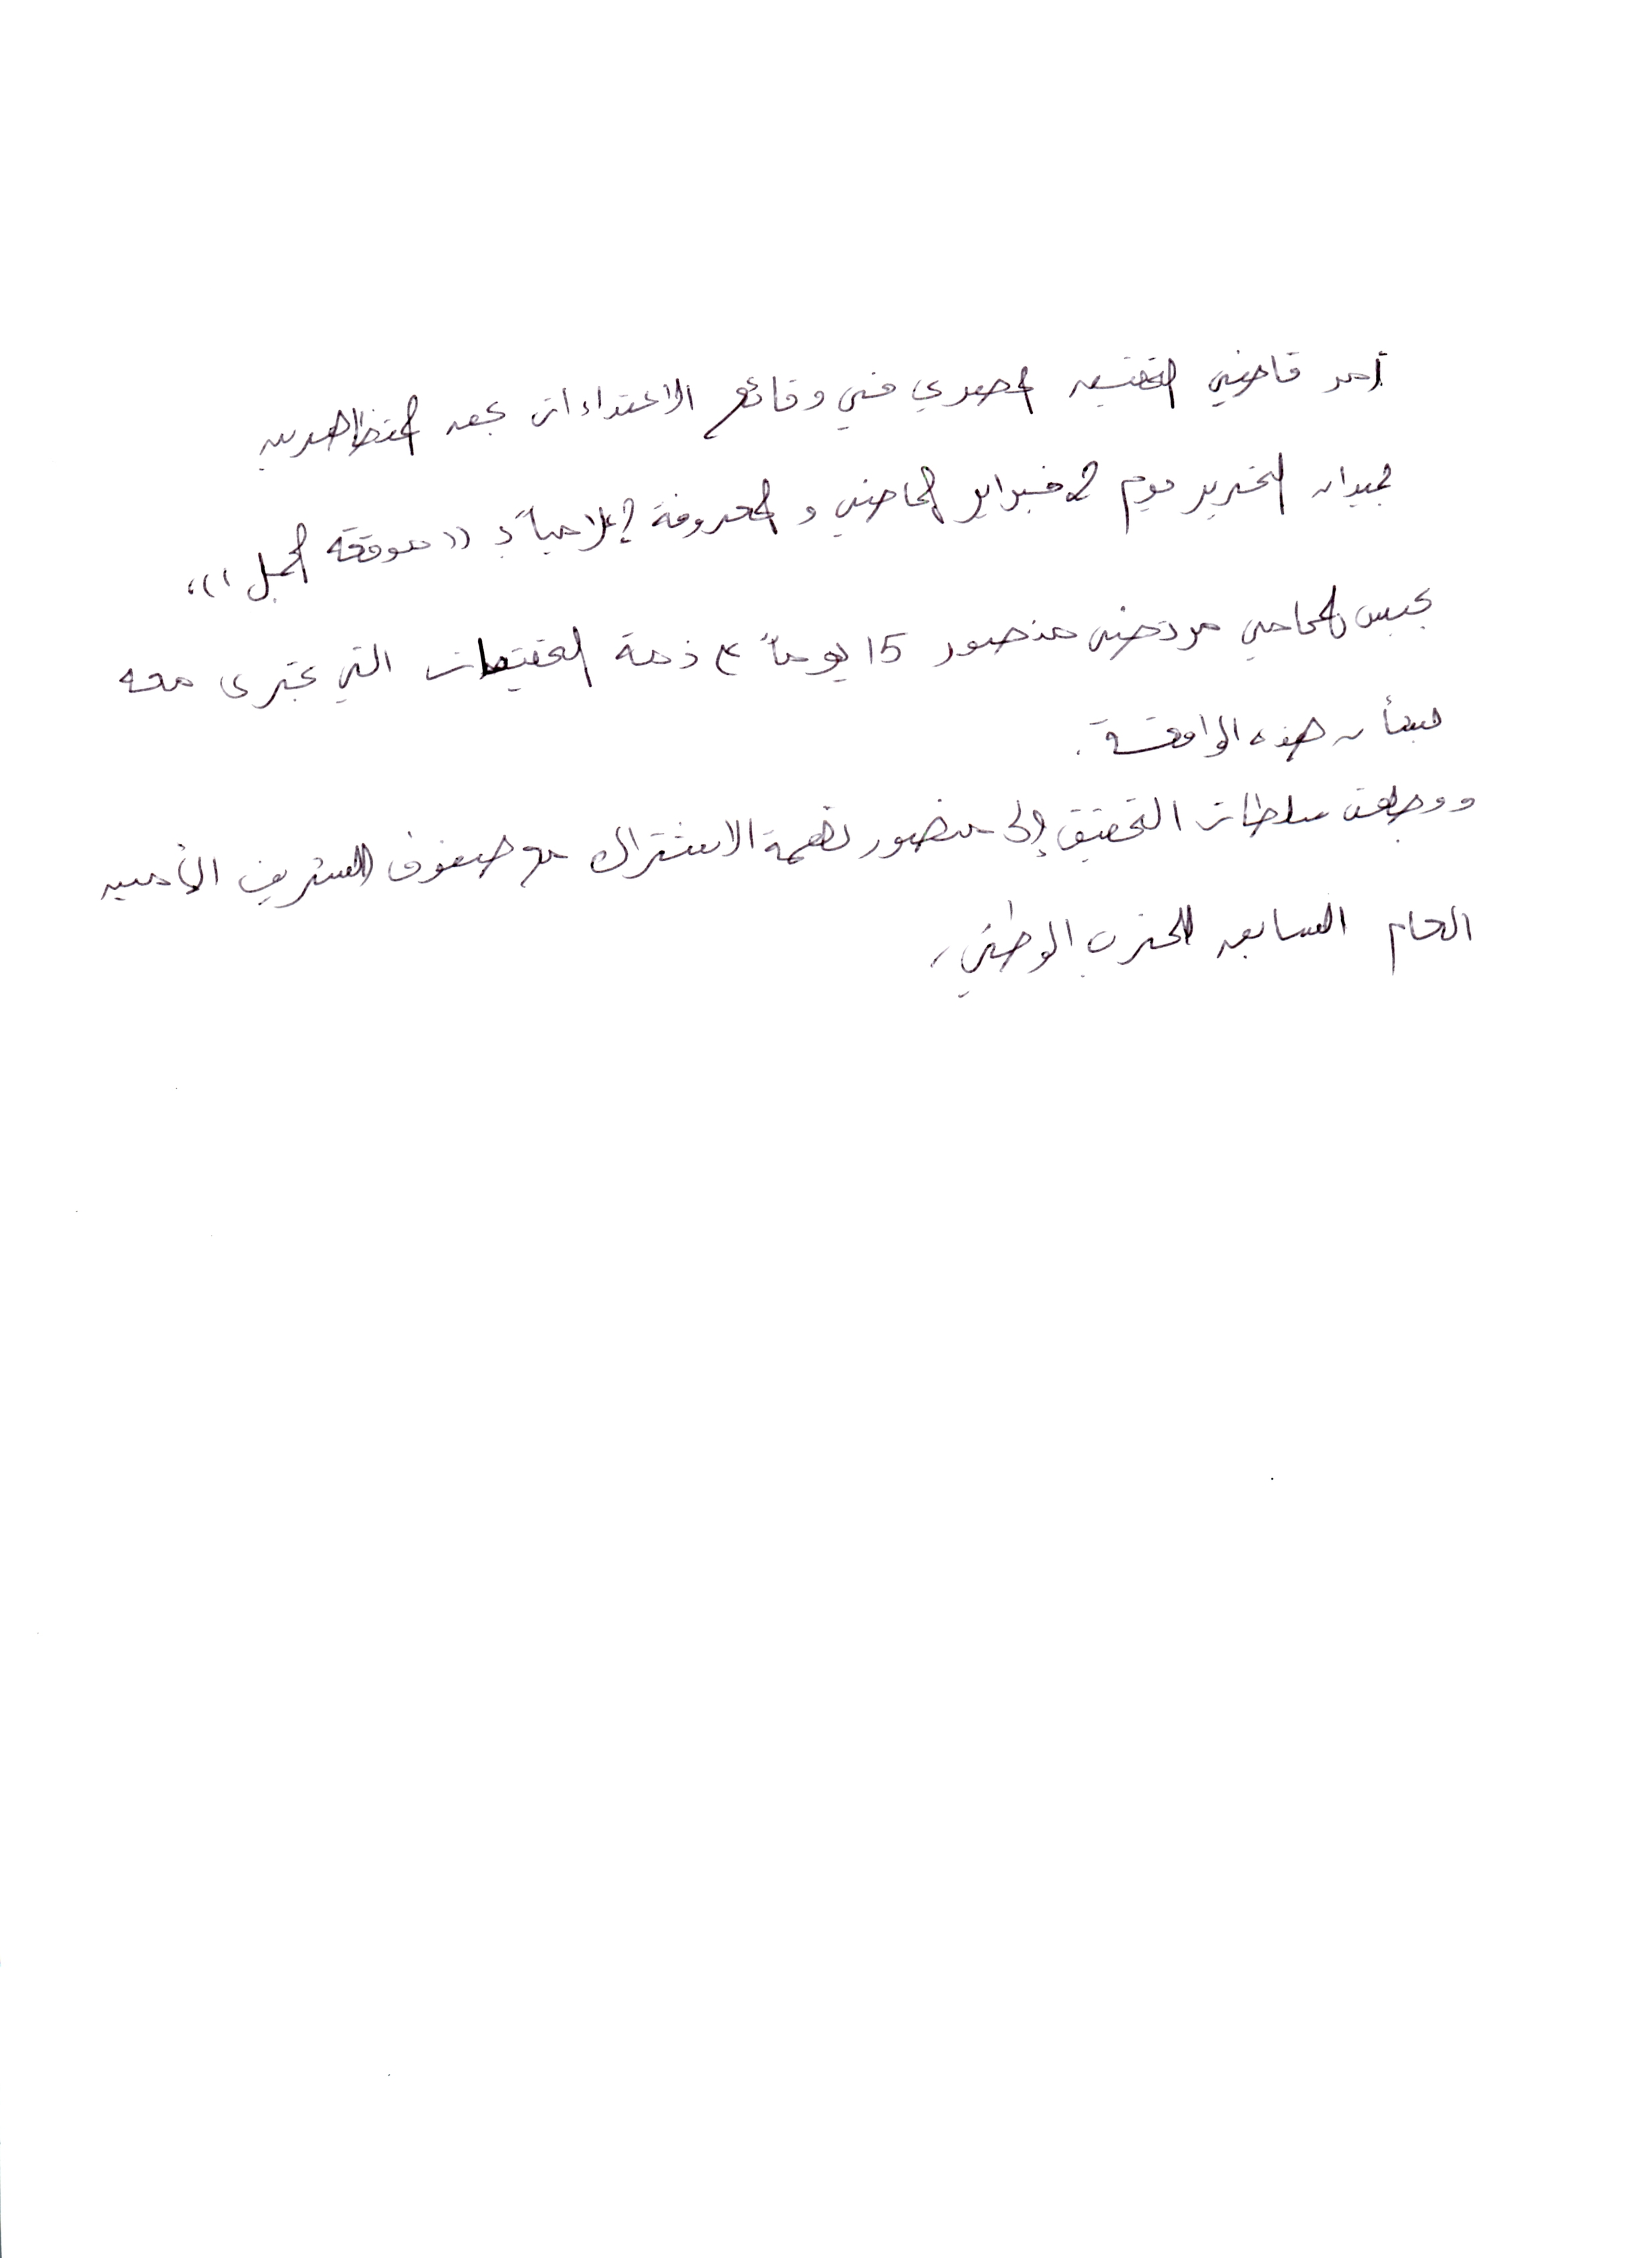 أمر قاضي التحقيق المصري في وقائع الاعتداءات بحق المتظاهرين
بميدان التحرير يوم 2 فبراير الماضي و المعروفة إعلامياً بـ ((موقعة الجمل))،
بحبس المحامي مرتضى منصور 15 يوماً ع ذمة التحقيقات التي تجرى معه
بشأن هذه الواقعة.
ووجهت سلطات التحقيق إلى منصور تهمة الاشتراك مع صفوت الشريف الأمين
العام السابق للحزب الوطني،